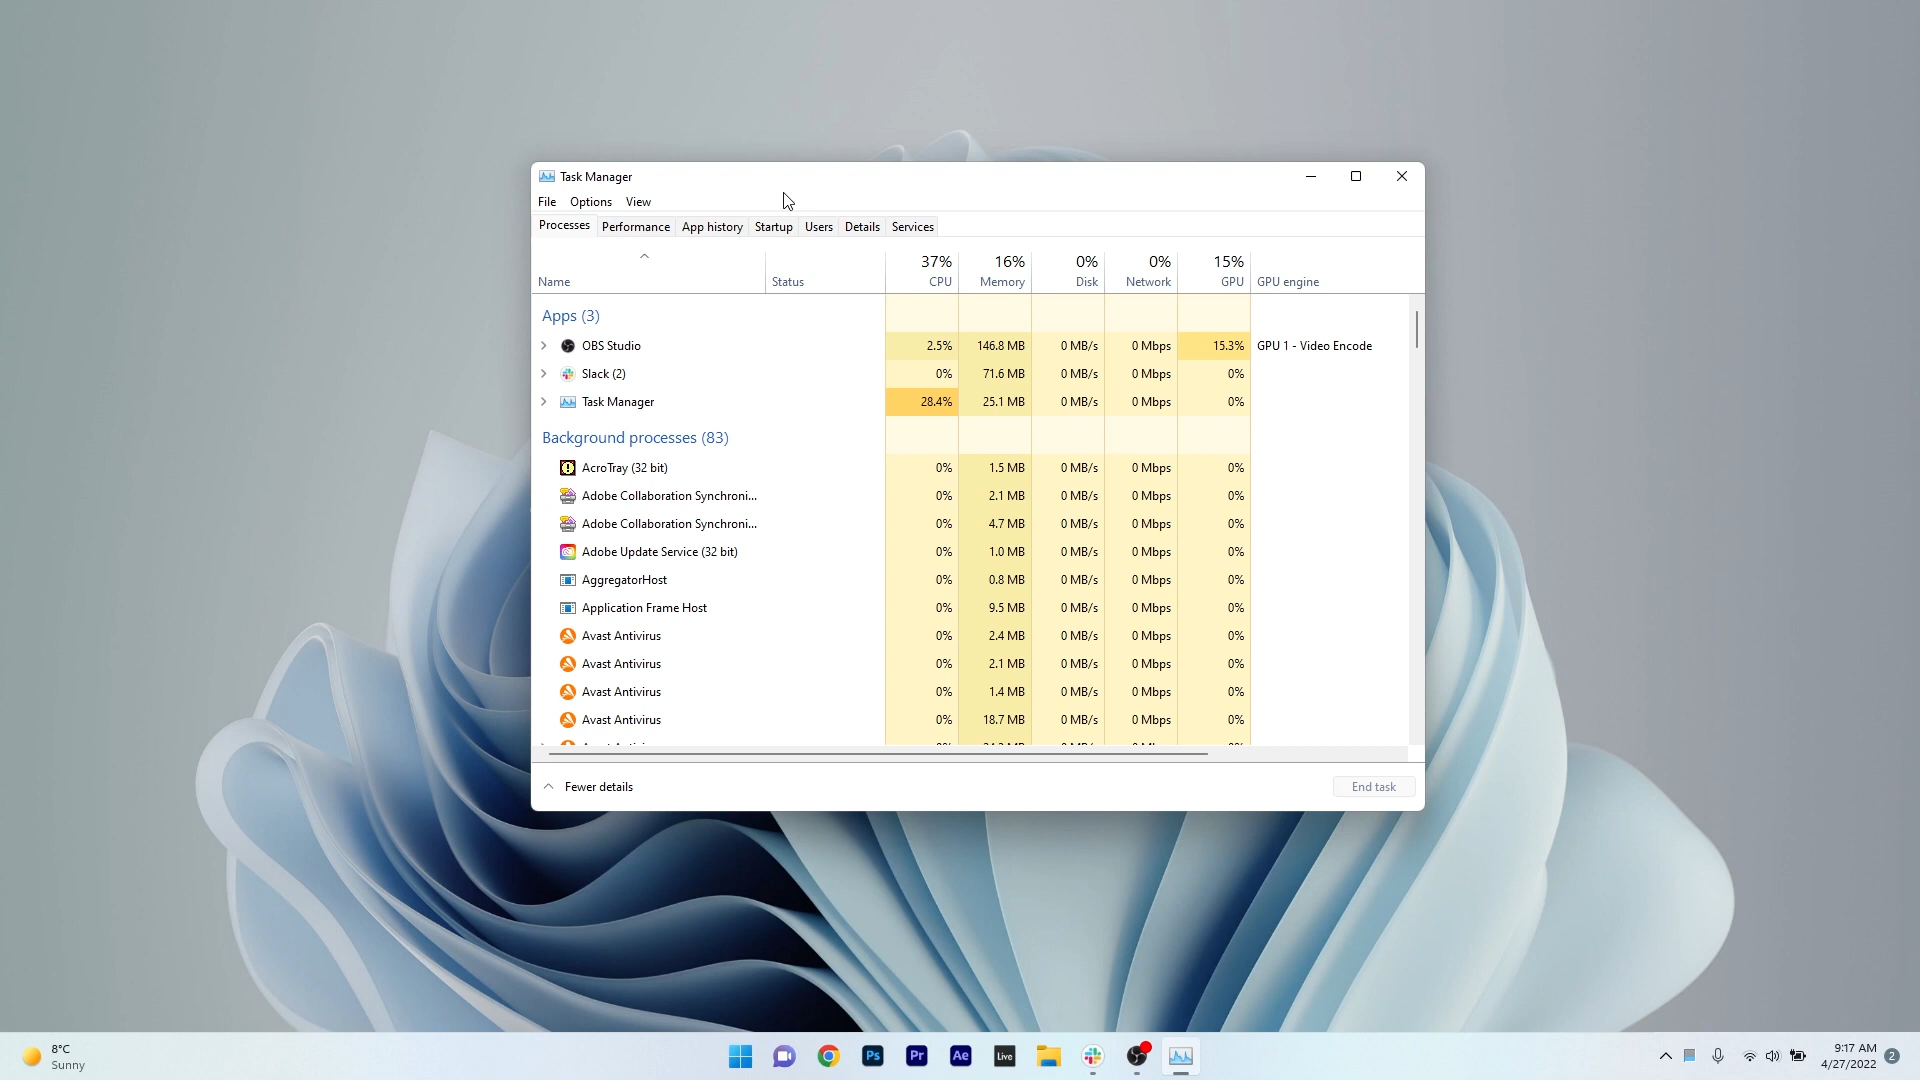 Task Manager
File Options View
Processes Performance App history Startup Users Details Services
37% 16% 0% 0% 15%
Name Status CPU Memory Disk Network GPU GPU engine
Apps (3)
OBS Studio 2.5% 146.8 MB 0 MB/s 0 Mbps 15.3% GPU 1 - Video Encode
Slack (2) 0% 71.6 MB 0 MB/s 0 Mbps 0%
Task Manager 28.4% 25.1 MB 0 MB/s 0 Mbps 0%
Background processes (83)
AcroTray (32 bit) 0% 1.5 MB 0 MB/s 0 Mbps 0%
Adobe Collaboration Synchroni... 0% 2.1 MB 0 MB/s 0 Mbps 0%
Adobe Collaboration Synchroni... 0% 4.7 MB 0 MB/s 0 Mbps 0%
Adobe Update Service (32 bit) 0% 1.0 MB 0 MB/s 0 Mbps 0%
AggregatorHost 0% 0.8 MB 0 MB/s 0 Mbps 0%
Application Frame Host 0% 9.5 MB 0 MB/s 0 Mbps 0%
Avast Antivirus 0% 2.4 MB 0 MB/s 0 Mbps 0%
Avast Antivirus 0% 2.1 MB 0 MB/s 0 Mbps 0%
Avast Antivirus 0% 1.4 MB 0 MB/s 0 Mbps 0%
Avast Antivirus 0% 18.7 MB 0 MB/s 0 Mbps 0%
Fewer details End task
8°C
Sunny
Ps Pr Ae Live
9:17 AM
4/27/2022 2